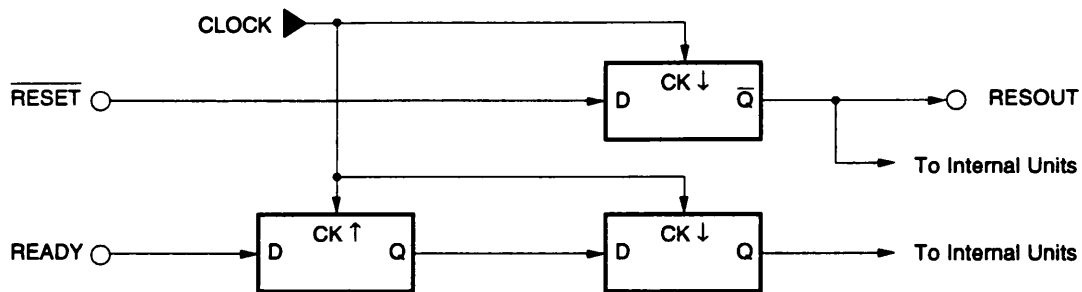 CLOCK
RESET
D CK ↓ Q
RESOUT
To Internal Units
READY
D CK ↑ Q
D CK ↓ Q
To Internal Units